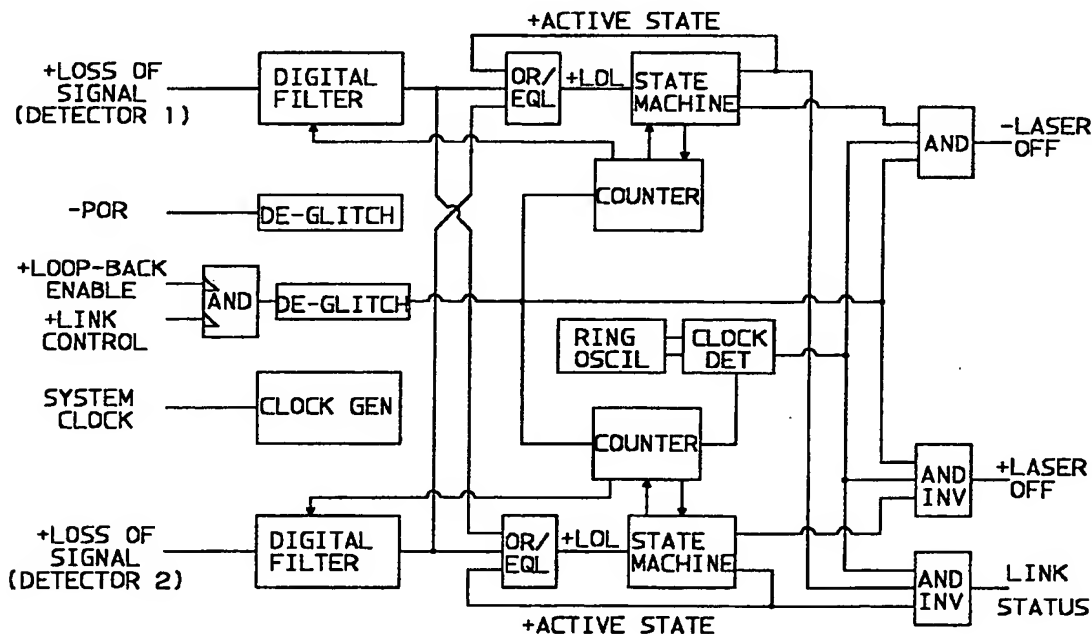 +ACTIVE STATE
+LOSS OF
SIGNAL
(DETECTOR 1)
DIGITAL
FILTER
OR/
EQL
+LOL
STATE
MACHINE
AND
-LASER
OFF
COUNTER
-POR
DE-GLITCH
+LOOP-BACK
ENABLE
+LINK
CONTROL
AND
DE-GLITCH
RING
OSCIL
CLOCK
DET
SYSTEM
CLOCK
CLOCK GEN
COUNTER
AND
INV
+LASER
OFF
+LOSS OF
SIGNAL
(DETECTOR 2)
DIGITAL
FILTER
OR/
EQL
+LOL
STATE
MACHINE
AND
INV
LINK
STATUS
+ACTIVE STATE